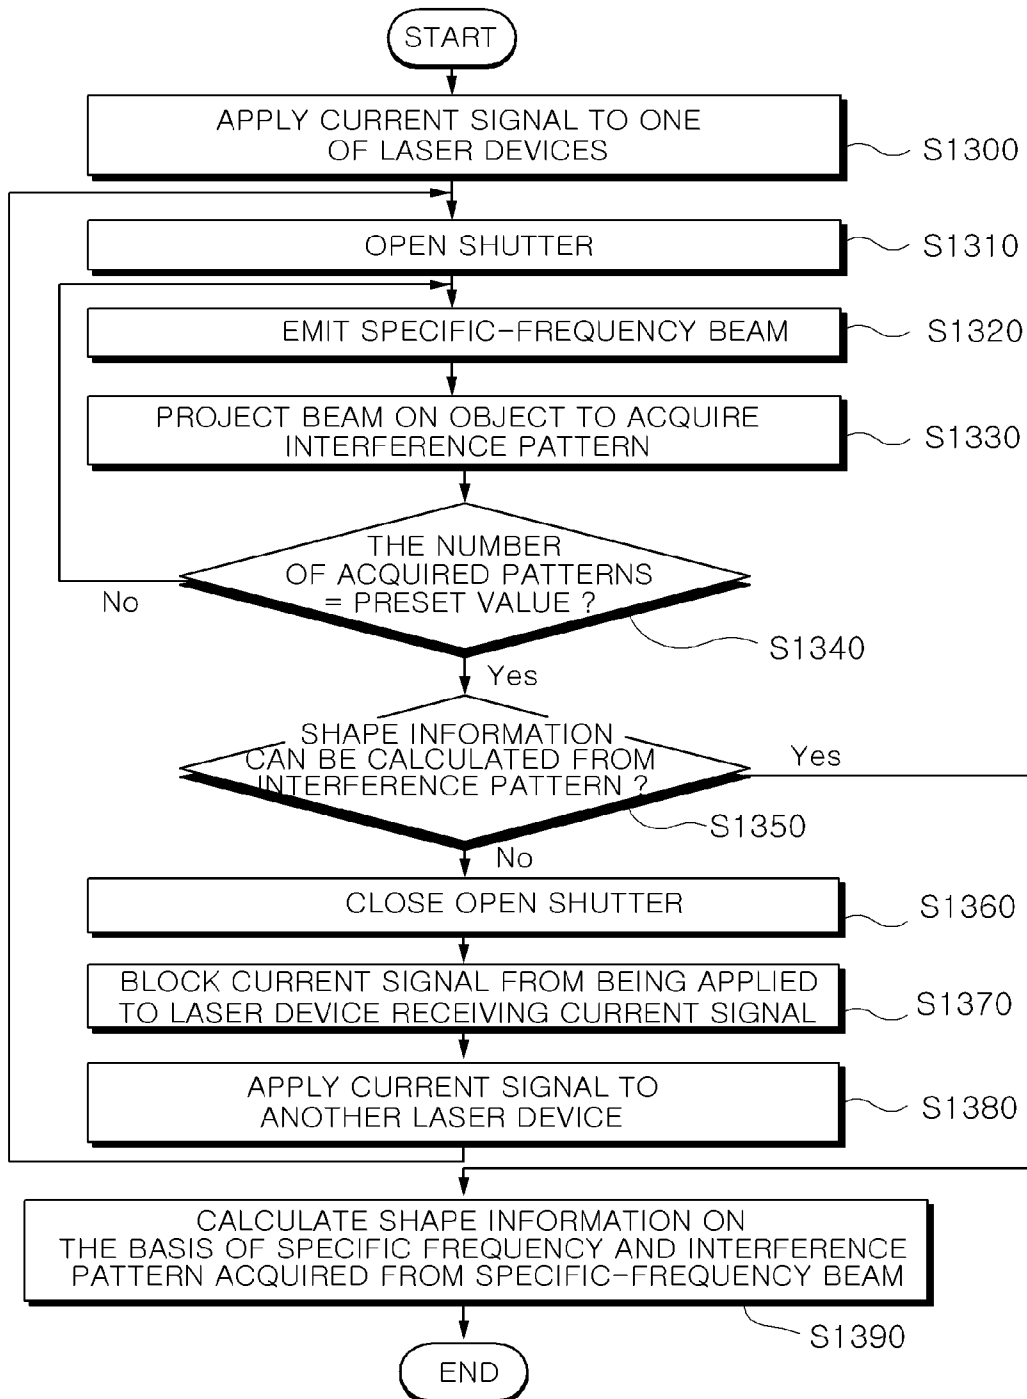 START
APPLY CURRENT SIGNAL TO ONE
OF LASER DEVICES
S1300
OPEN SHUTTER
S1310
EMIT SPECIFIC-FREQUENCY BEAM
S1320
PROJECT BEAM ON OBJECT TO ACQUIRE
INTERFERENCE PATTERN
S1330
THE NUMBER
OF ACQUIRED PATTERNS
= PRESET VALUE ?
No
S1340
Yes
SHAPE INFORMATION
CAN BE CALCULATED FROM
INTERFERENCE PATTERN ?
Yes
S1350
No
CLOSE OPEN SHUTTER
S1360
BLOCK CURRENT SIGNAL FROM BEING APPLIED
TO LASER DEVICE RECEIVING CURRENT SIGNAL
S1370
APPLY CURRENT SIGNAL TO
ANOTHER LASER DEVICE
S1380
CALCULATE SHAPE INFORMATION ON
THE BASIS OF SPECIFIC FREQUENCY AND INTERFERENCE
PATTERN ACQUIRED FROM SPECIFIC-FREQUENCY BEAM
S1390
END